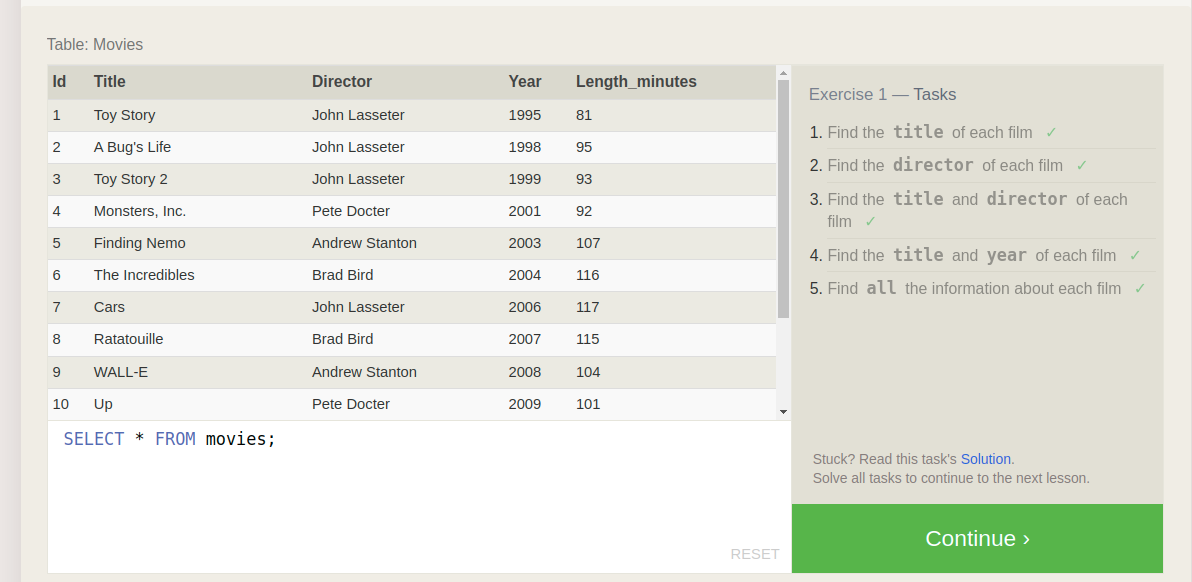 Table: Movies
Id Title Director Year Length_minutes
1 Toy Story John Lasseter 1995 81
2 A Bug's Life John Lasseter 1998 95
3 Toy Story 2 John Lasseter 1999 93
4 Monsters, Inc. Pete Docter 2001 92
5 Finding Nemo Andrew Stanton 2003 107
6 The Incredibles Brad Bird 2004 116
7 Cars John Lasseter 2006 117
8 Ratatouille Brad Bird 2007 115
9 WALL-E Andrew Stanton 2008 104
10 Up Pete Docter 2009 101
SELECT * FROM movies;
RESET
Exercise 1 — Tasks
1. Find the title of each film ✓
2. Find the director of each film ✓
3. Find the title and director of each
film ✓
4. Find the title and year of each film ✓
5. Find all the information about each film ✓
Stuck? Read this task's Solution.
Solve all tasks to continue to the next lesson.
Continue ›